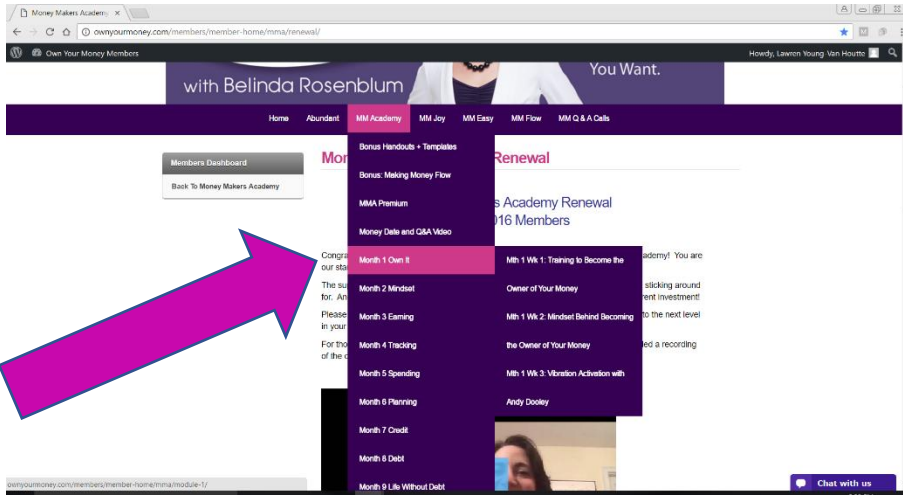 Money Makers Academy
ownyourmoney.com/members/member-home/mma/renewal/
Own Your Money Members
Howdy, Lawren Young Van Houtte
with Belinda Rosenblum
You Want.
Home Abundant MM Academy MM Joy MM Easy MM Flow MM Q & A Calls
Members Dashboard
Back To Money Makers Academy
Mon
Renewal
s Academy Renewal
016 Members
Bonus Handouts + Templates
Bonus: Making Money Flow
MMA Premium
Money Date and Q&A Video
Month 1 Own It
Month 2 Mindset
Month 3 Earning
Month 4 Tracking
Month 5 Spending
Month 6 Planning
Month 7 Credit
Month 8 Debt
Month 9 Life Without Debt
Mth 1 Wk 1: Training to Become the
Owner of Your Money
Mth 1 Wk 2: Mindset Behind Becoming
the Owner of Your Money
Mth 1 Wk 3: Vibration Activation with
Andy Dooley
Congra
ademy! You are
our sta
The su
sticking around
for. An
rent investment!
Please
to the next level
in your
For tho
ded a recording
of the c
ownyourmoney.com/members/member-home/mma/module-1/
Chat with us